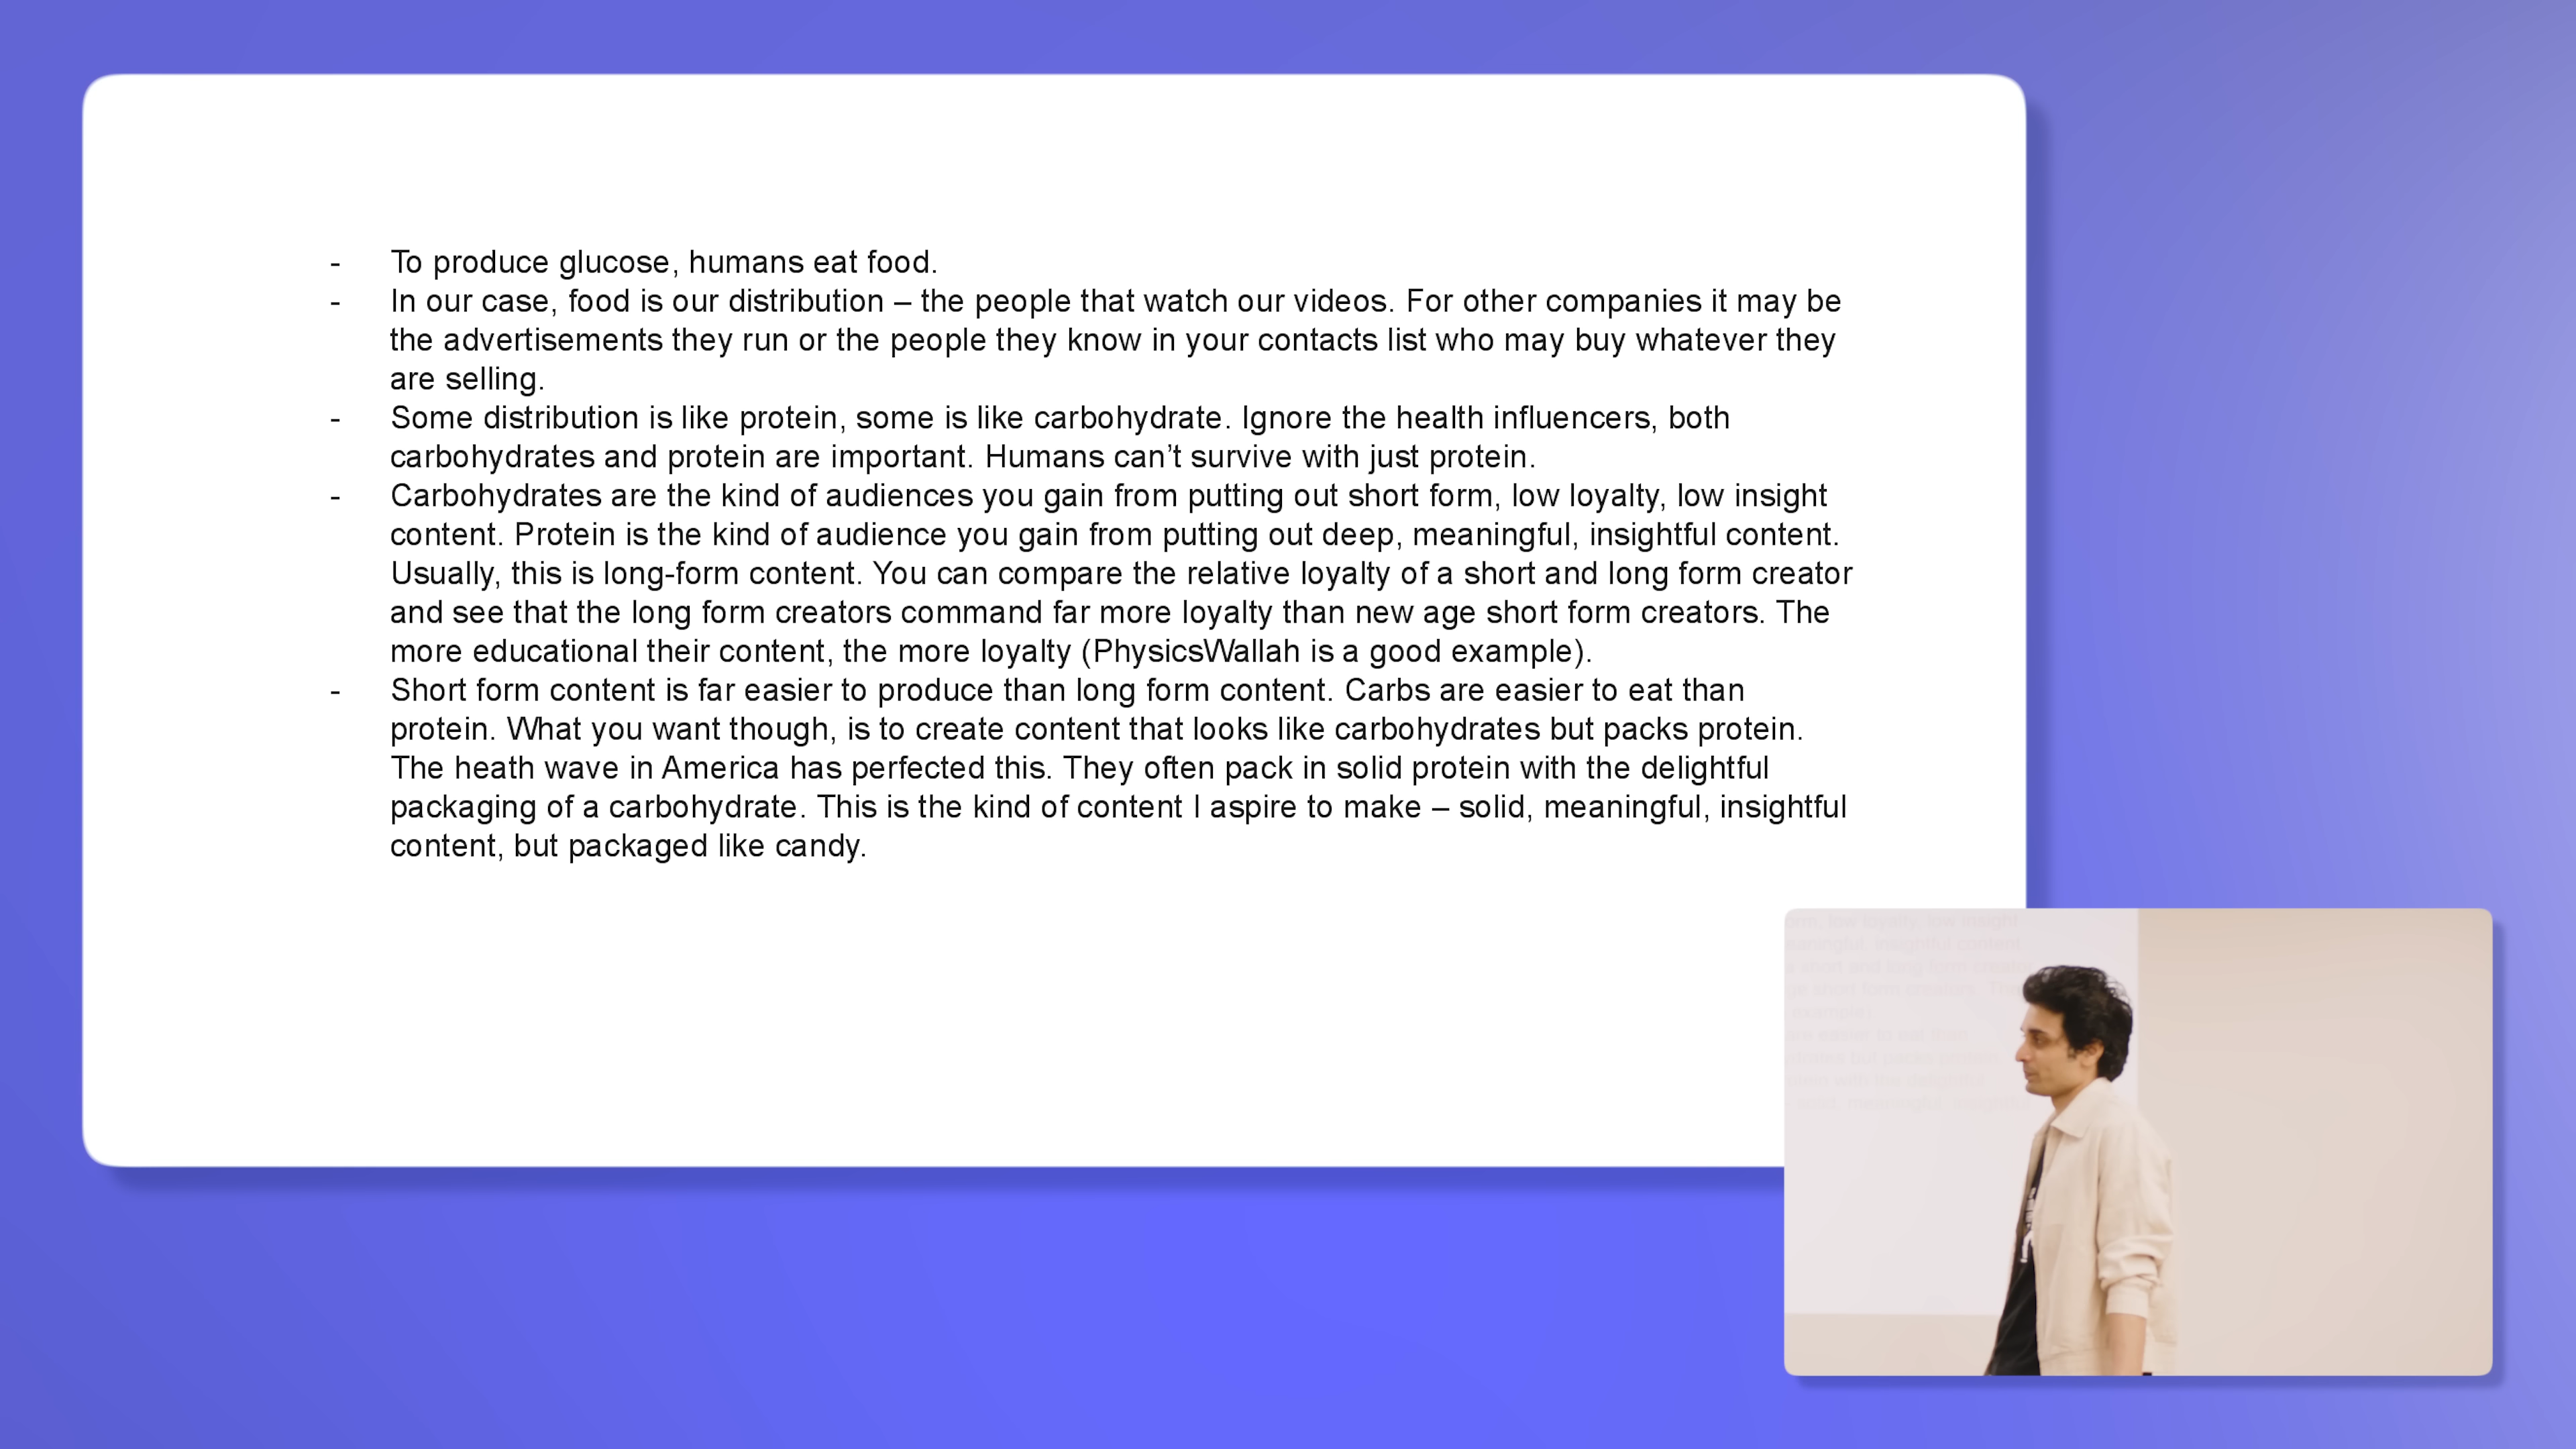 - To produce glucose, humans eat food.
- In our case, food is our distribution – the people that watch our videos. For other companies it may be
the advertisements they run or the people they know in your contacts list who may buy whatever they
are selling.
- Some distribution is like protein, some is like carbohydrate. Ignore the health influencers, both
carbohydrates and protein are important. Humans can’t survive with just protein.
- Carbohydrates are the kind of audiences you gain from putting out short form, low loyalty, low insight
content. Protein is the kind of audience you gain from putting out deep, meaningful, insightful content.
Usually, this is long-form content. You can compare the relative loyalty of a short and long form creator
and see that the long form creators command far more loyalty than new age short form creators. The
more educational their content, the more loyalty (PhysicsWallah is a good example).
- Short form content is far easier to produce than long form content. Carbs are easier to eat than
protein. What you want though, is to create content that looks like carbohydrates but packs protein.
The heath wave in America has perfected this. They often pack in solid protein with the delightful
packaging of a carbohydrate. This is the kind of content I aspire to make – solid, meaningful, insightful
content, but packaged like candy.